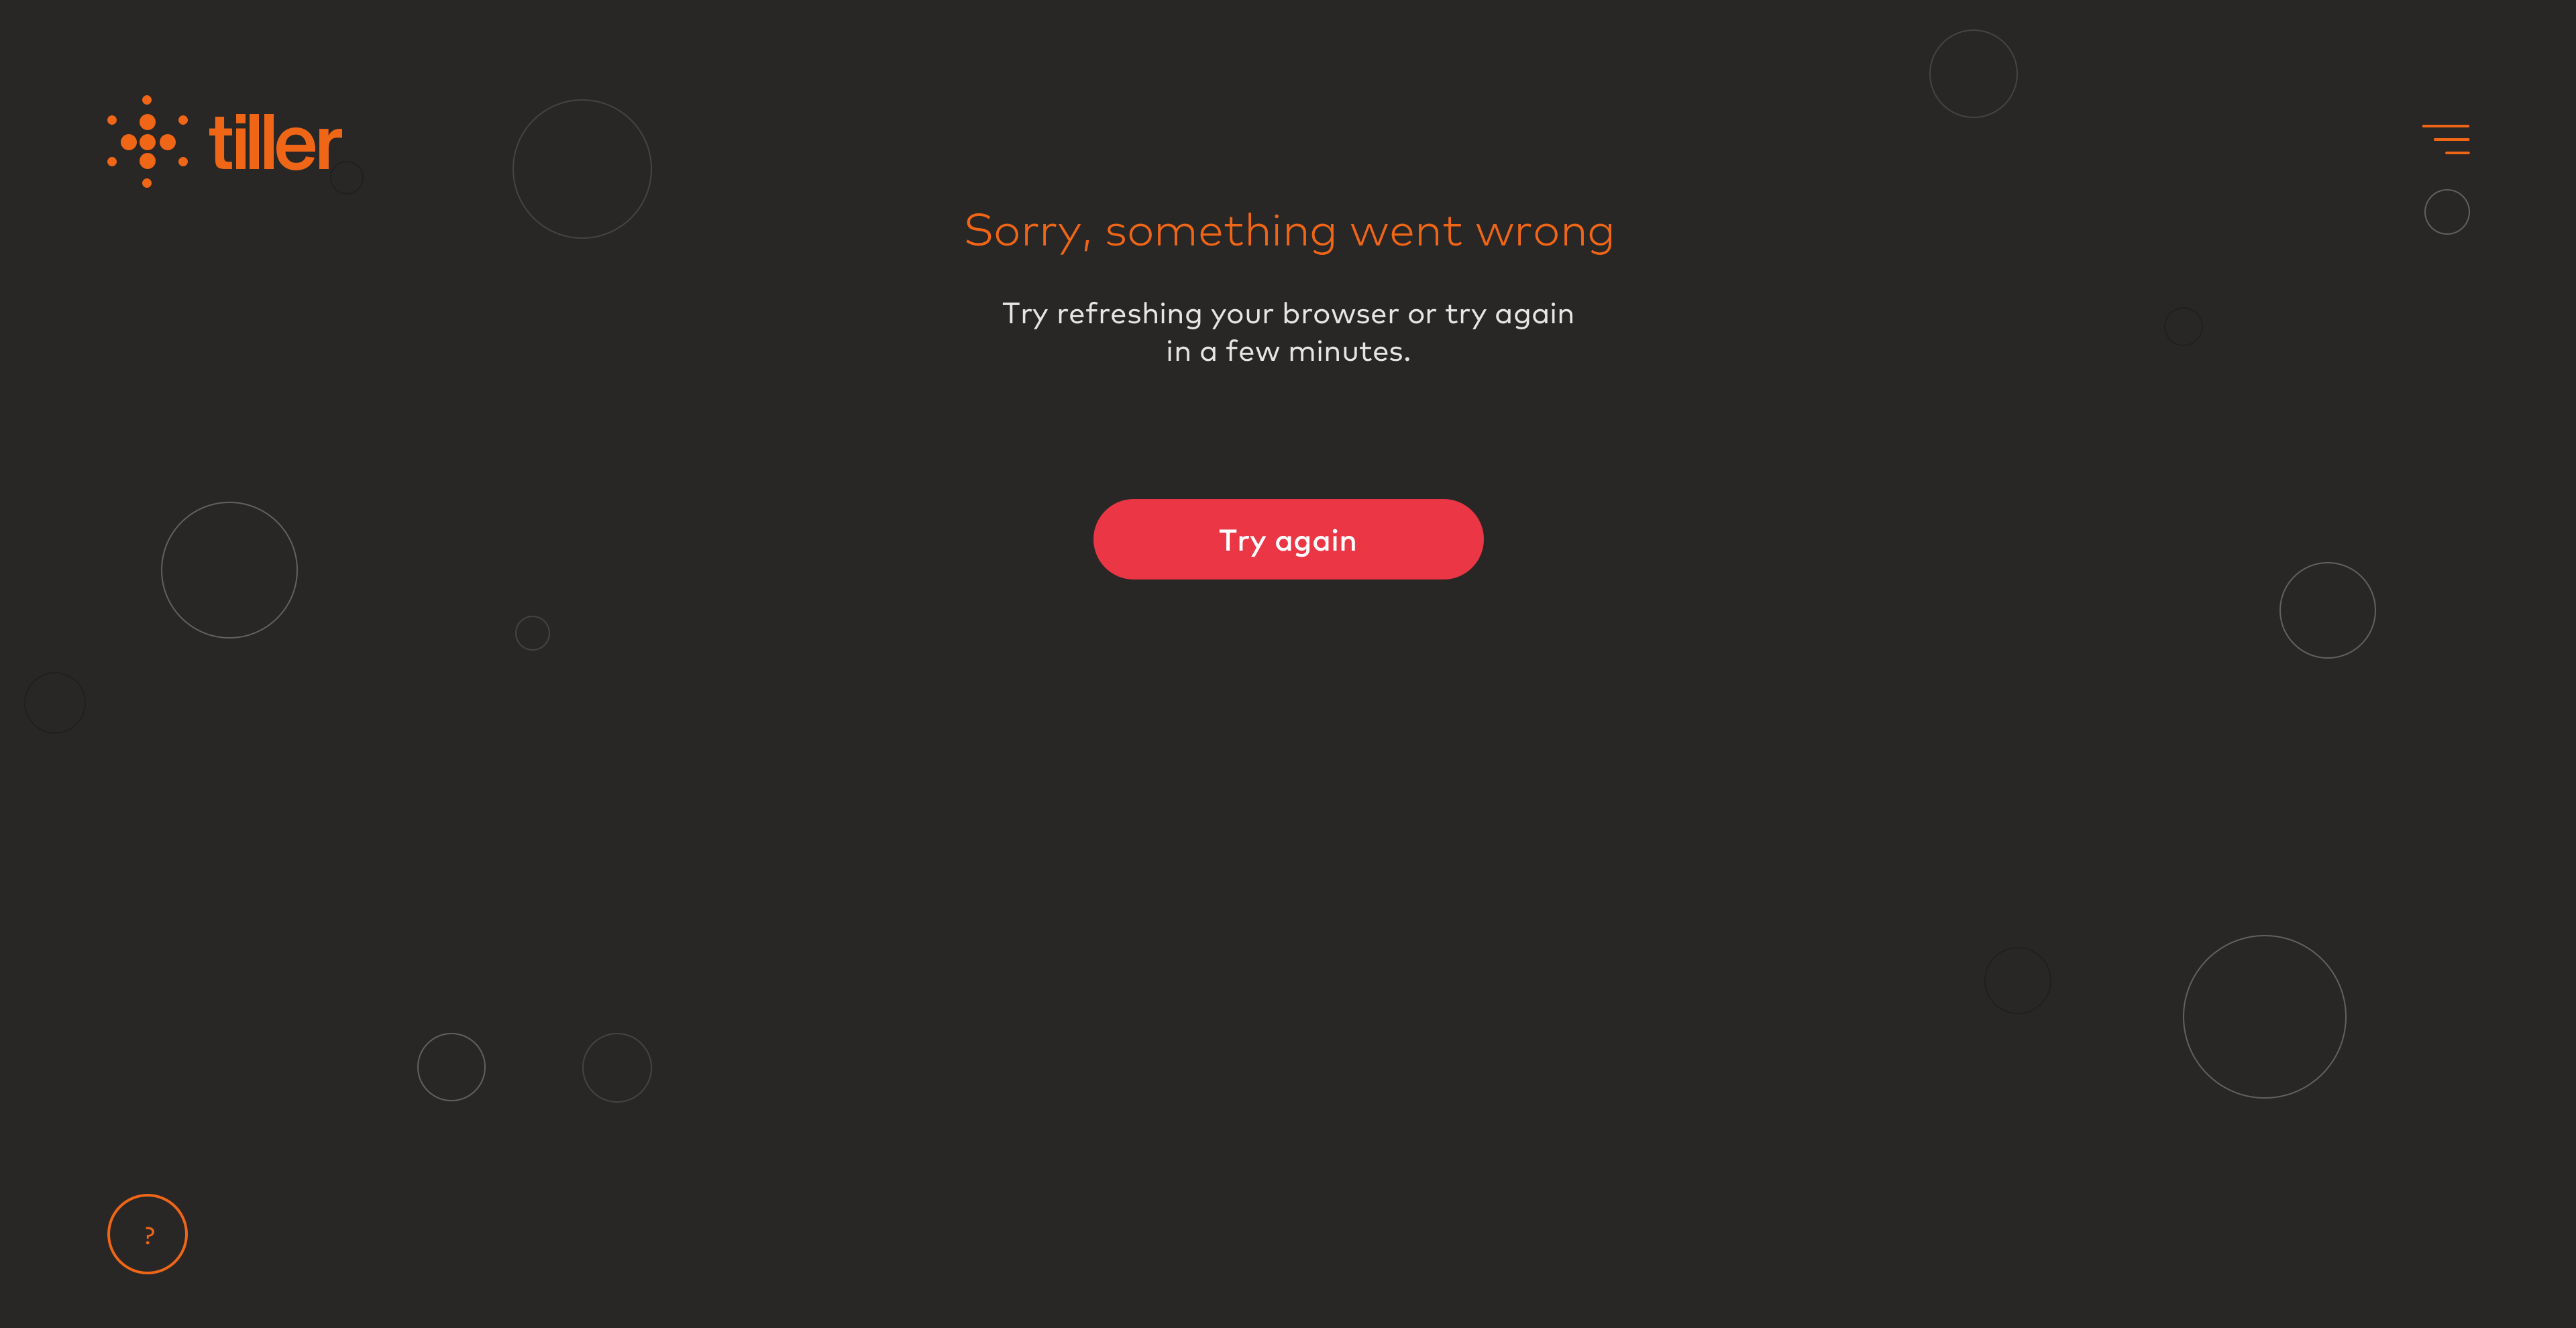 tiller
Sorry, something went wrong
Try refreshing your browser or try again
in a few minutes.
Try again
?